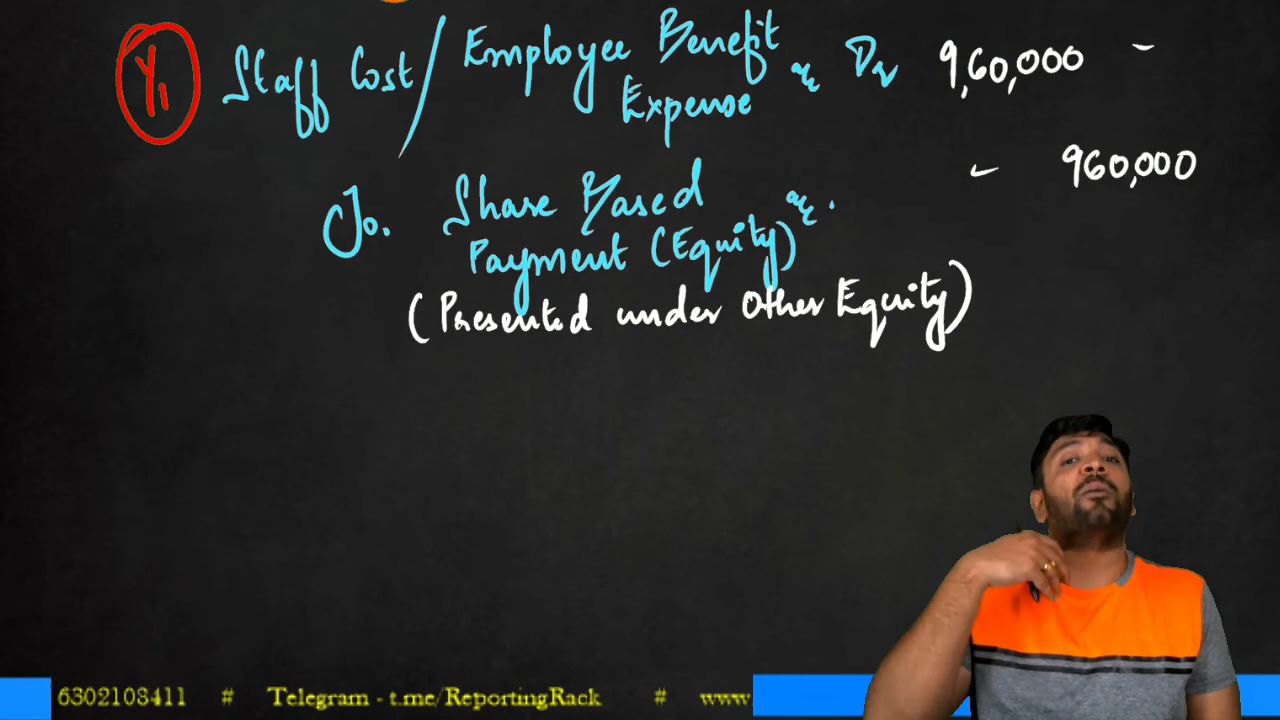 Y1 Staff Cost/Employee Benefit a/c Dr 9,60,000 -
Expense
- 960,000
To. Share Based
Payment (Equity) a/c.
(Presented under Other Equity)
6302108411 # Telegram - t.me/ReportingRack # www